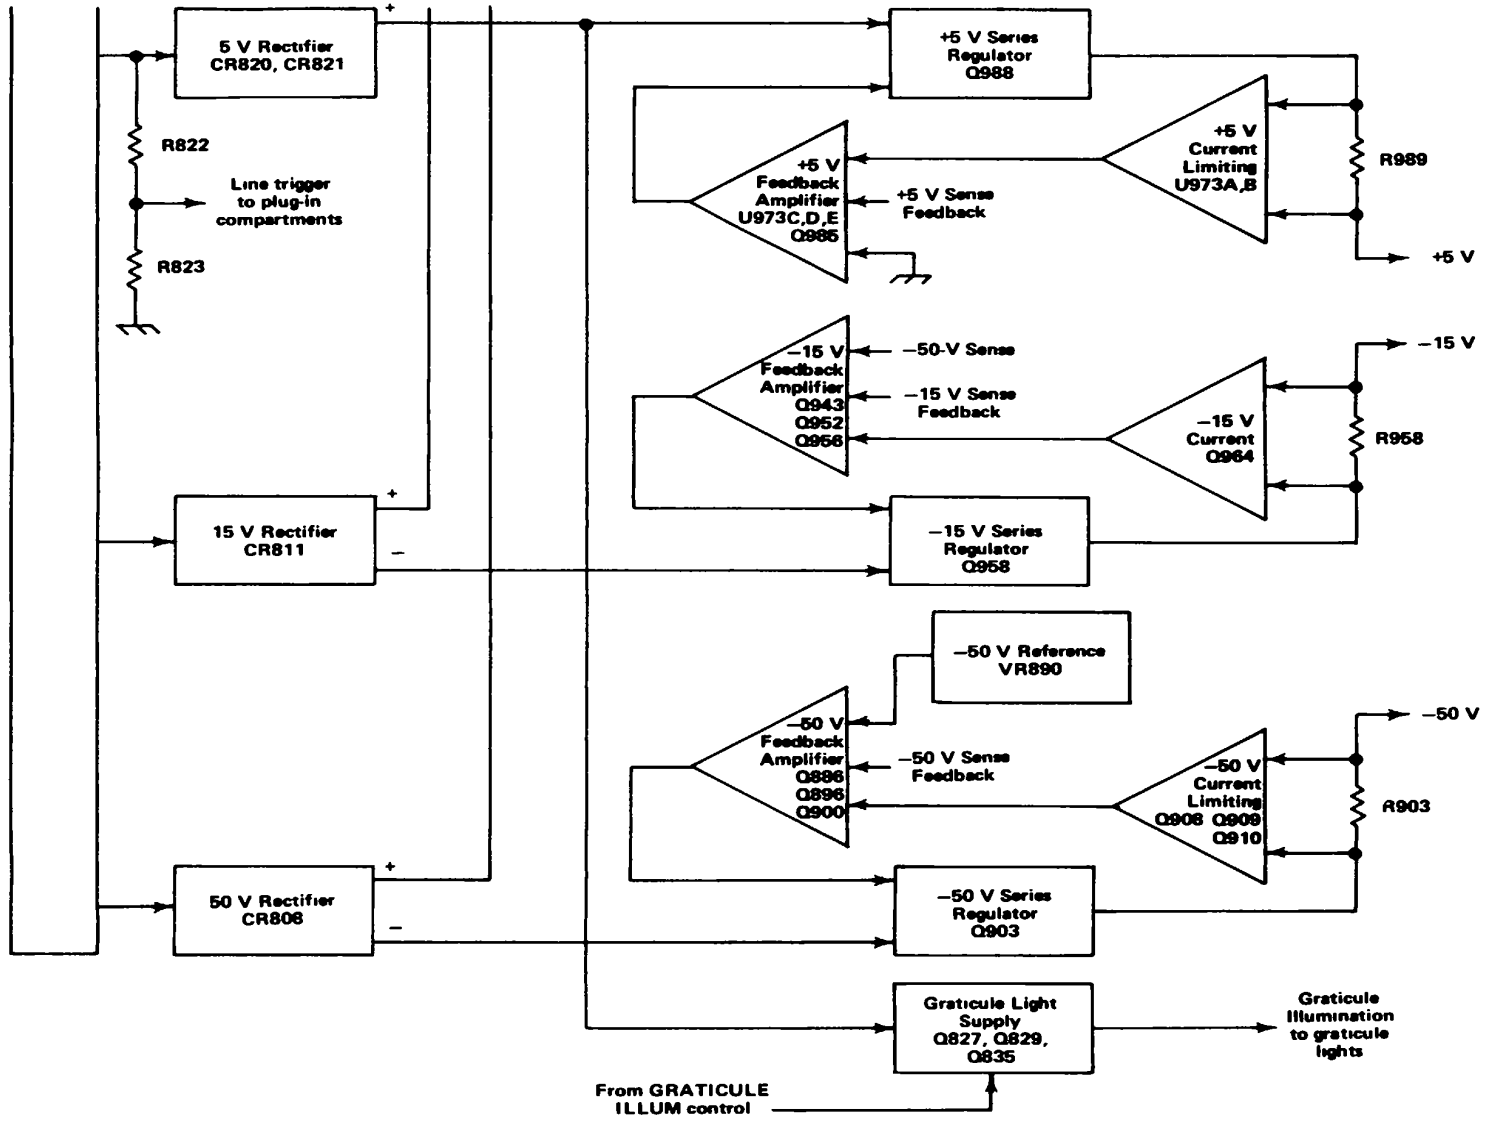 +
5 V Rectifier
CR820, CR821
R822
Line trigger
to plug-in
compartments
R823
+5 V Series
Regulator
Q988
+5 V
Current
Limiting
U973A,B
R989
+5 V
Feedback
Amplifier
U973C,D,E
Q985
+5 V Sense
Feedback
+5 V
−15 V
Feedback
Amplifier
Q943
Q952
Q956
−50-V Sense
−15 V Sense
Feedback
−15 V
−15 V
Current
Q964
R958
+
15 V Rectifier
CR811
−
−15 V Series
Regulator
Q958
−50 V Reference
VR890
−50 V
Feedback
Amplifier
Q886
Q896
Q900
−50 V Sense
Feedback
−50 V
−50 V
Current
Limiting
Q908 Q909
Q910
R903
+
50 V Rectifier
CR808
−
−50 V Series
Regulator
Q903
Graticule Light
Supply
Q827, Q829,
Q835
Graticule
Illumination
to graticule
lights
From GRATICULE
ILLUM control